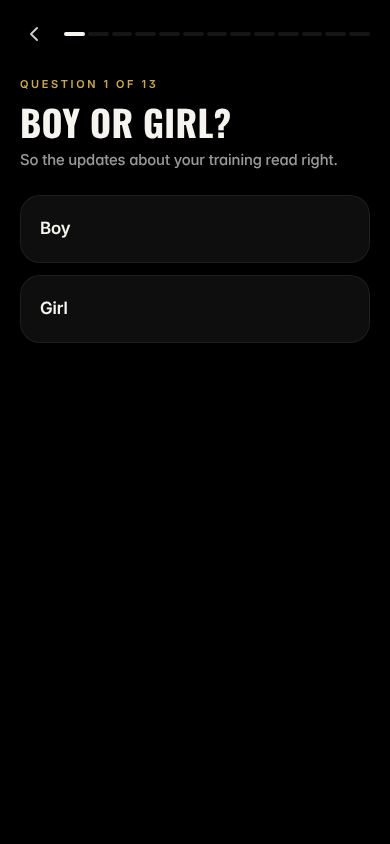 QUESTION 1 OF 13
BOY OR GIRL?
So the updates about your training read right.
Boy
Girl